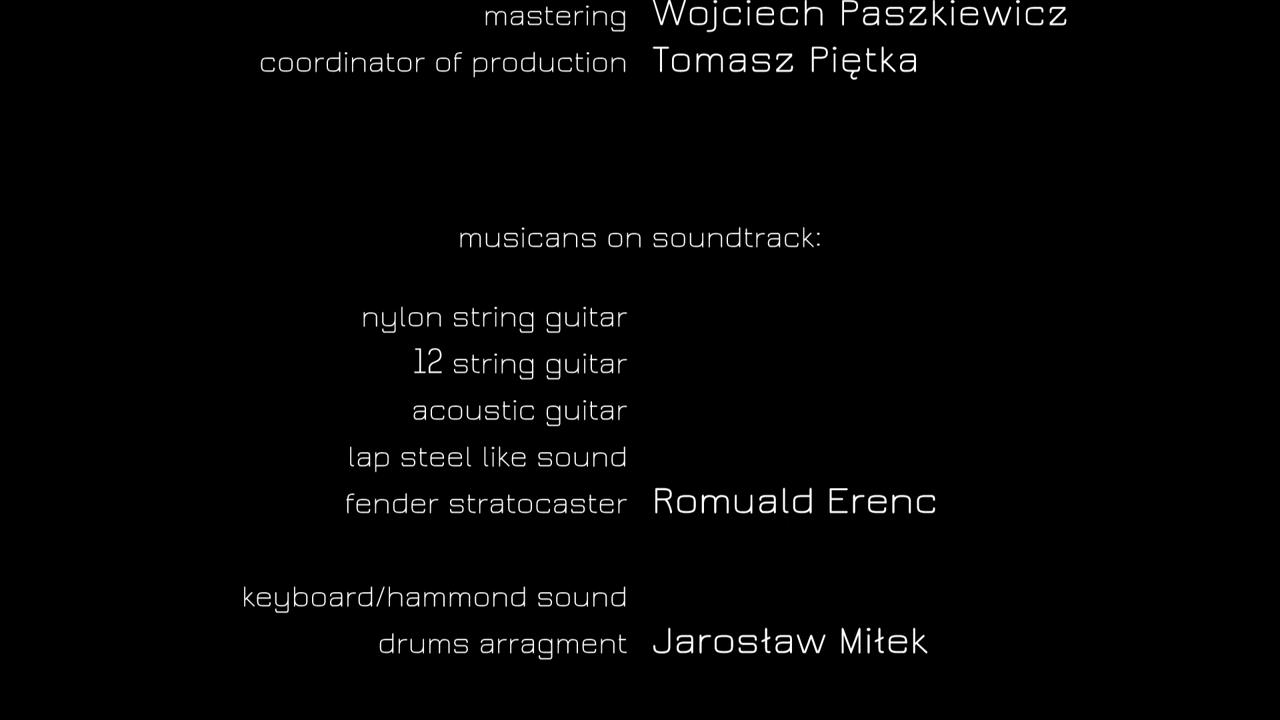 mastering Wojciech Paszkiewicz
coordinator of production Tomasz Piętka
musicans on soundtrack:
nylon string guitar
12 string guitar
acoustic guitar
lap steel like sound
fender stratocaster Romuald Erenc
keyboard/hammond sound
drums arragment Jarosław Miłek